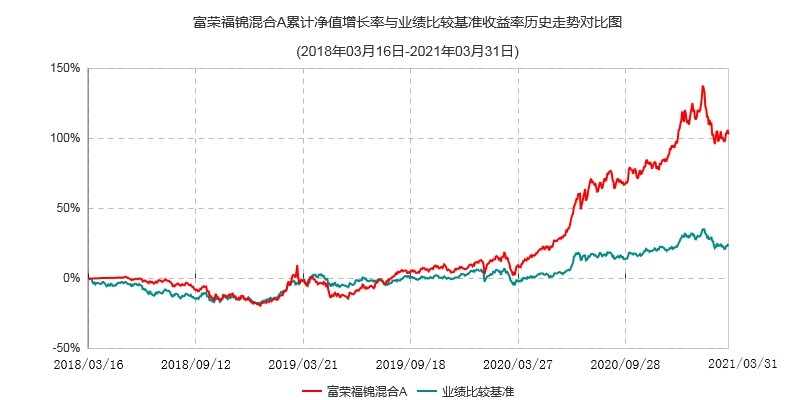 富荣福锦混合A累计净值增长率与业绩比较基准收益率历史走势对比图
(2018年03月16日-2021年03月31日)
150%
100%
50%
0%
-50%
2018/03/16 2018/09/12 2019/03/21 2019/09/18 2020/03/27 2020/09/28 2021/03/31
富荣福锦混合A 业绩比较基准